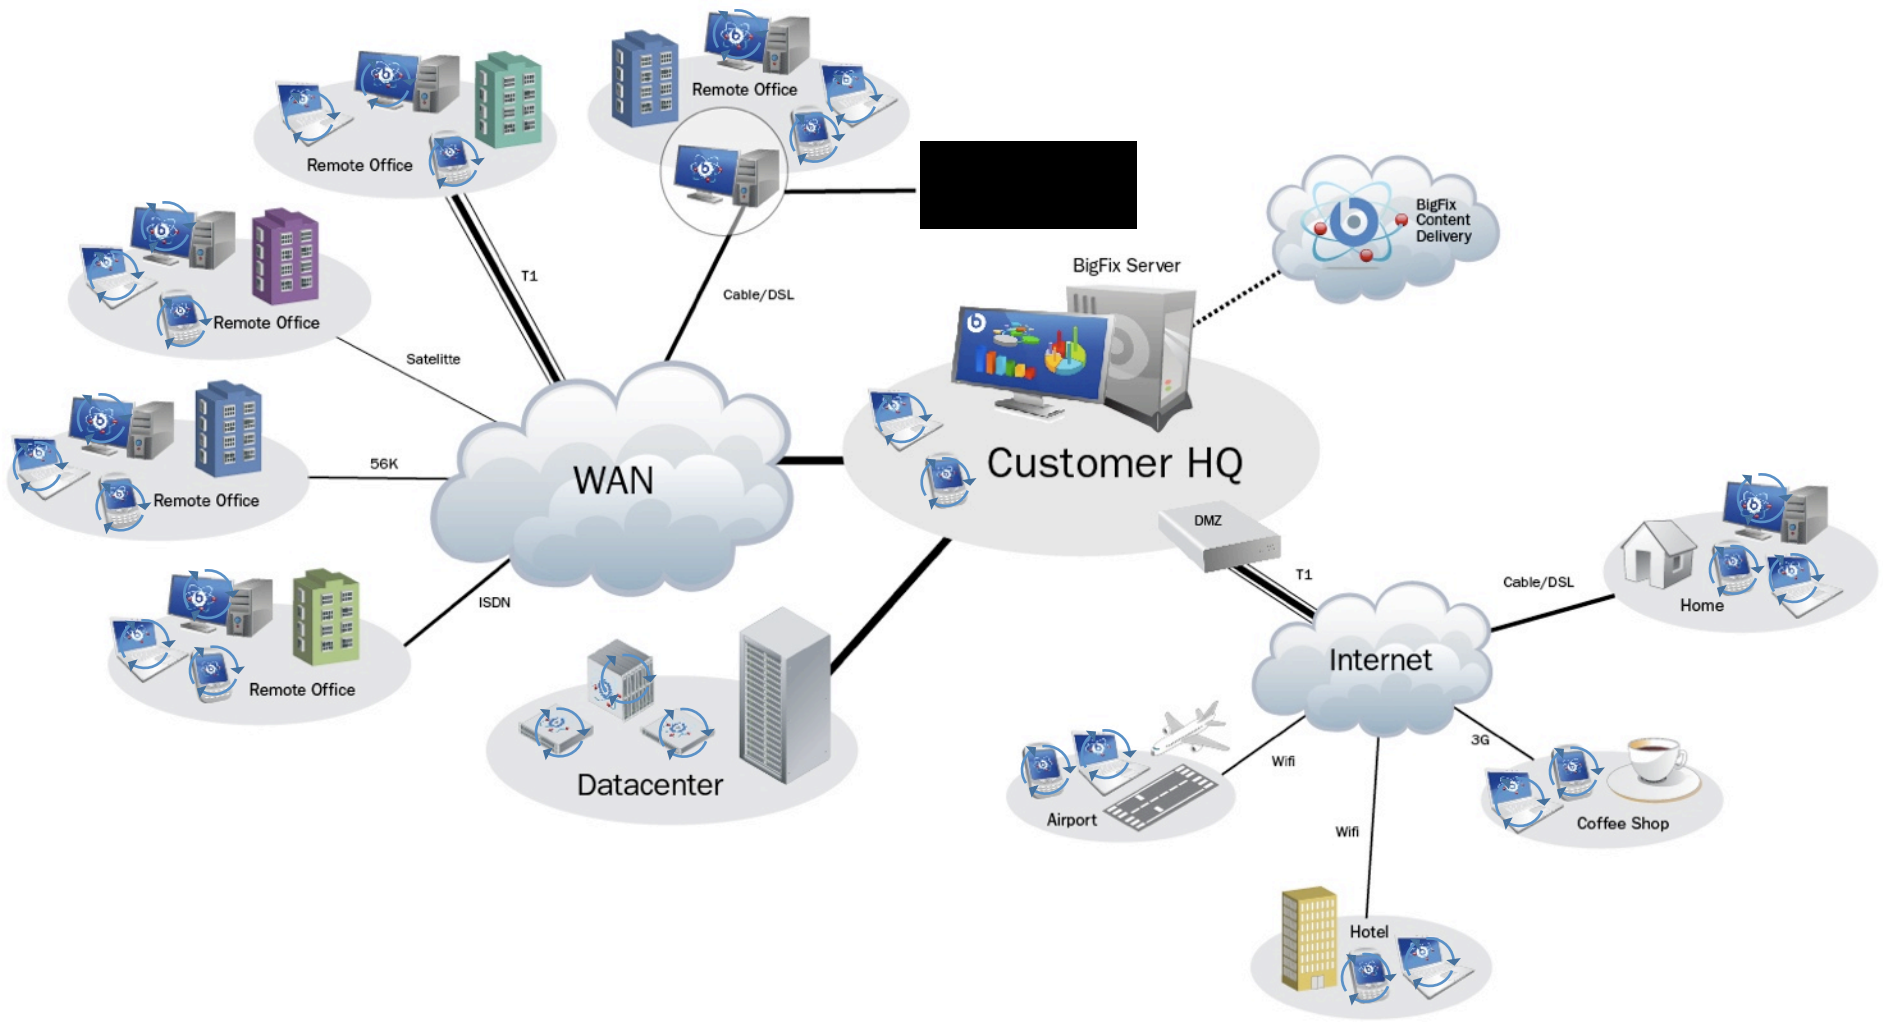 Remote Office
Remote Office
BigFix
Content
Delivery
BigFix Server
T1
Cable/DSL
Remote Office
Satelitte
56K
WAN
Customer HQ
Remote Office
DMZ
T1
Cable/DSL
Home
ISDN
Internet
Remote Office
Datacenter
3G
Wifi
Airport
Wifi
Coffee Shop
Hotel